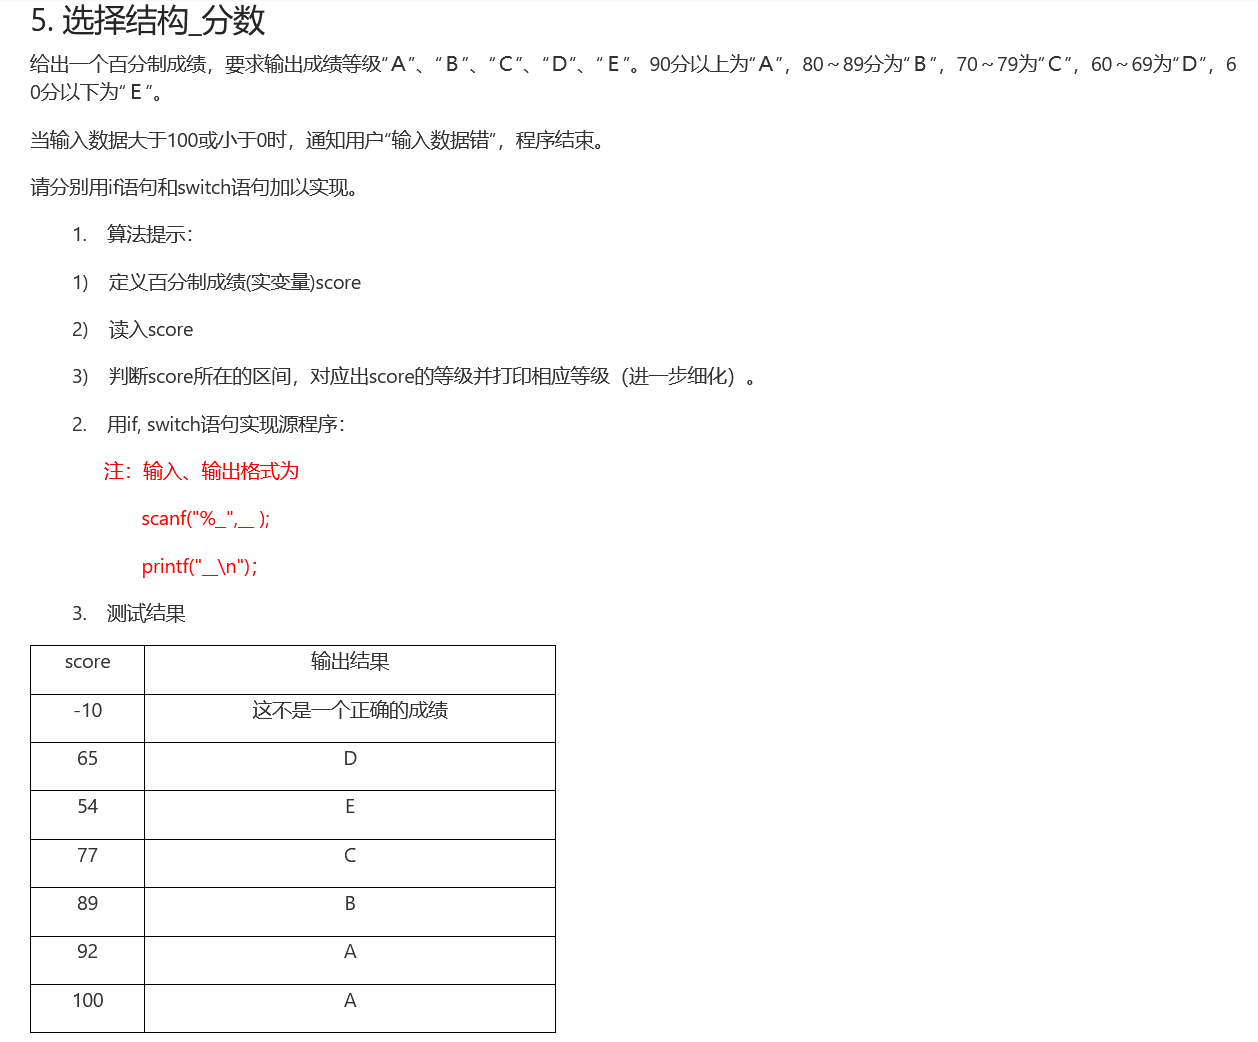 5. 选择结构_分数
给出一个百分制成绩，要求输出成绩等级“Ａ”、“Ｂ”、“Ｃ”、“Ｄ”、“Ｅ”。90分以上为“Ａ”，80～89分为“Ｂ”，70～79为“Ｃ”，60～69为“Ｄ”，6
0分以下为“Ｅ”。
当输入数据大于100或小于0时，通知用户“输入数据错”，程序结束。
请分别用if语句和switch语句加以实现。
1. 算法提示：
1) 定义百分制成绩(实变量)score
2) 读入score
3) 判断score所在的区间，对应出score的等级并打印相应等级（进一步细化）。
2. 用if, switch语句实现源程序：
注：输入、输出格式为
scanf("%_",__ );
printf("__\n")；
3. 测试结果
score 输出结果
-10 这不是一个正确的成绩
65 D
54 E
77 C
89 B
92 A
100 A